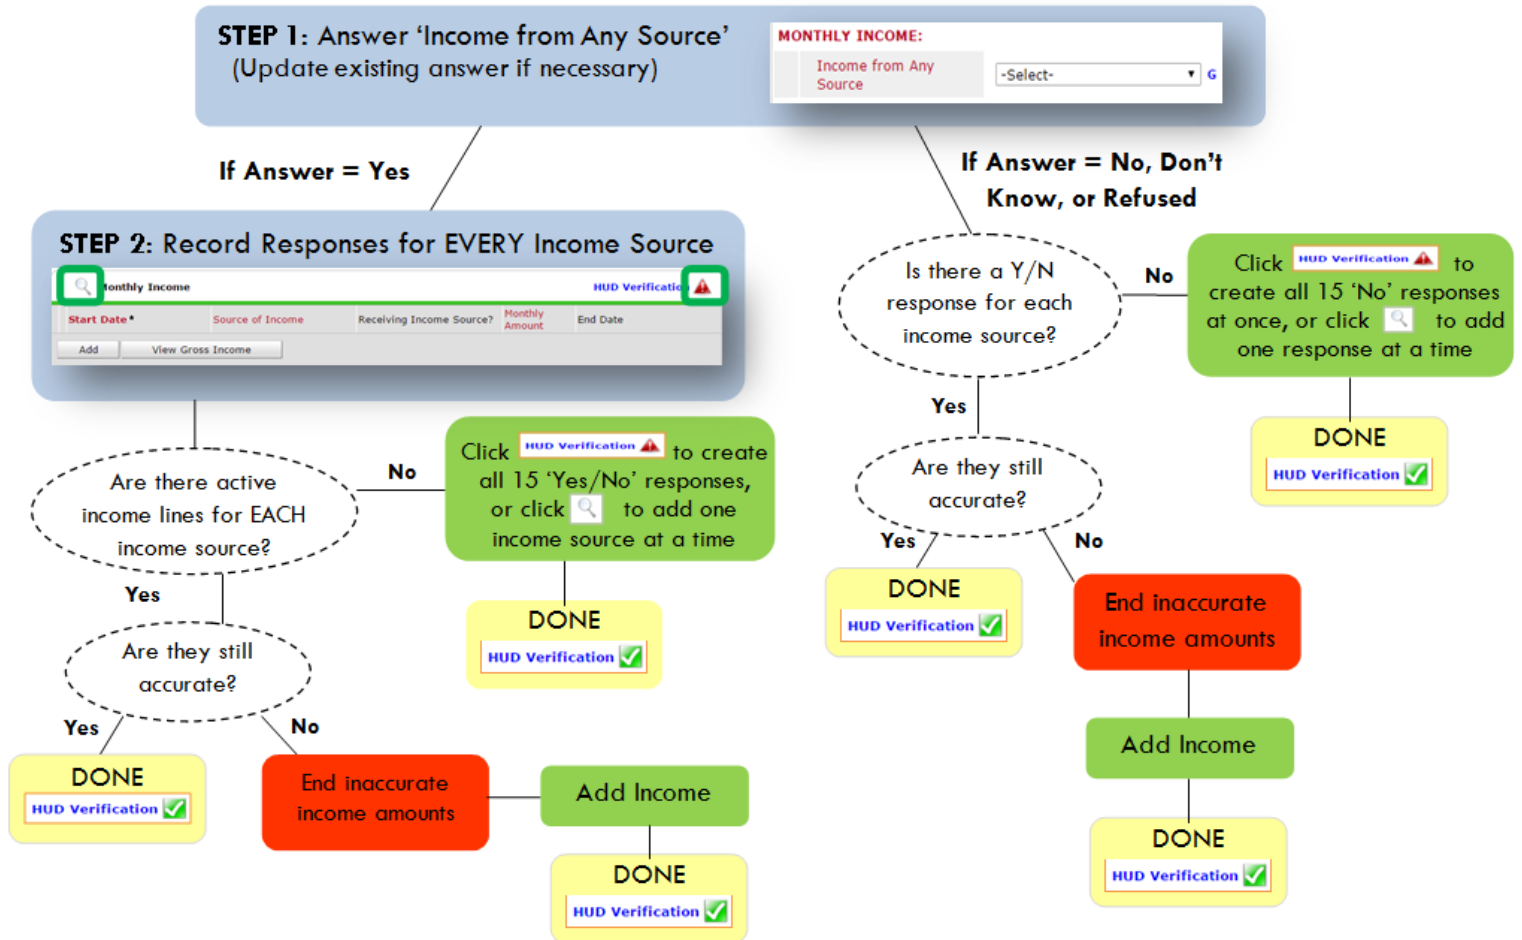 STEP 1: Answer ‘Income from Any Source’
(Update existing answer if necessary)
MONTHLY INCOME:
Income from Any
Source
-Select-
G
If Answer = Yes
If Answer = No, Don’t
Know, or Refused
STEP 2: Record Responses for EVERY Income Source
Monthly Income
HUD Verification
Start Date *
Source of Income
Receiving Income Source?
Monthly
Amount
End Date
Add
View Gross Income
Is there a Y/N
response for each
income source?
No
Click HUD Verification to
create all 15 ‘No’ responses
at once, or click to add
one response at a time
DONE
HUD Verification
Yes
Are they still
accurate?
Yes
No
DONE
HUD Verification
End inaccurate
income amounts
Add Income
DONE
HUD Verification
Are there active
income lines for EACH
income source?
No
Click HUD Verification to create
all 15 ‘Yes/No’ responses,
or click to add one
income source at a time
DONE
HUD Verification
Yes
Are they still
accurate?
Yes
No
DONE
HUD Verification
End inaccurate
income amounts
Add Income
DONE
HUD Verification